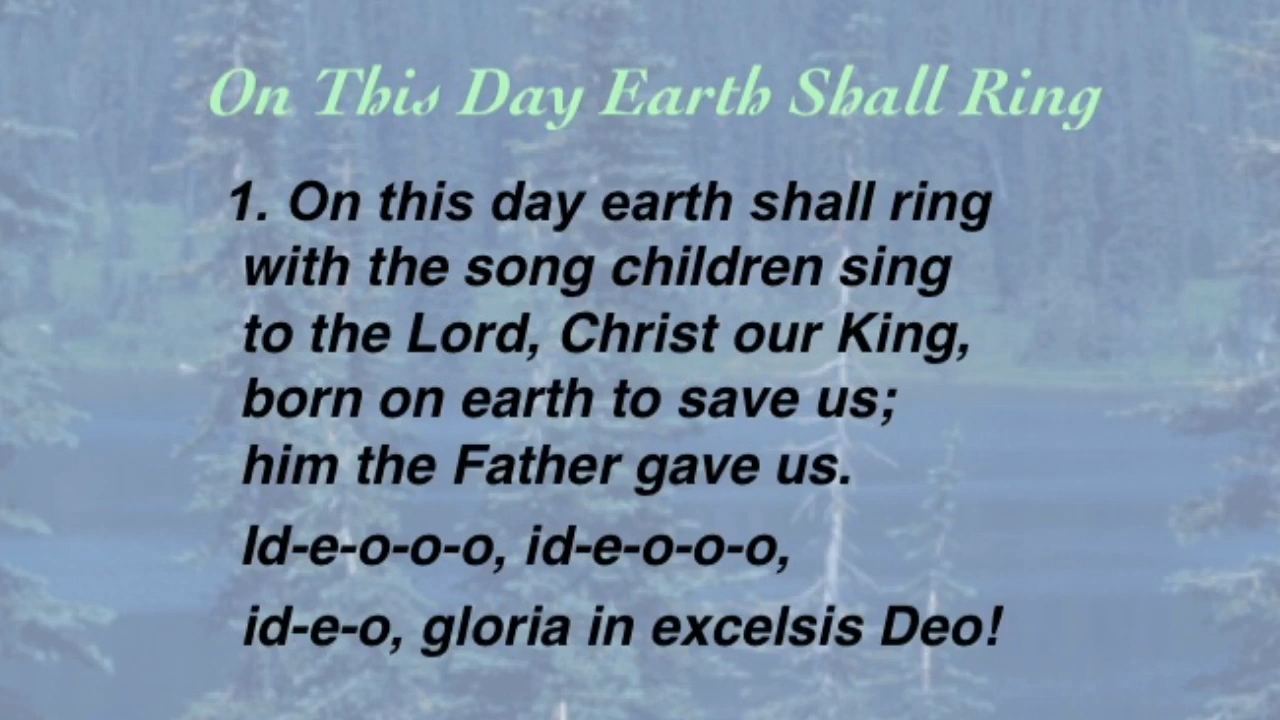 On This Day Earth Shall Ring
1. On this day earth shall ring
with the song children sing
to the Lord, Christ our King,
born on earth to save us;
him the Father gave us.
Id-e-o-o-o, id-e-o-o-o,
id-e-o, gloria in excelsis Deo!